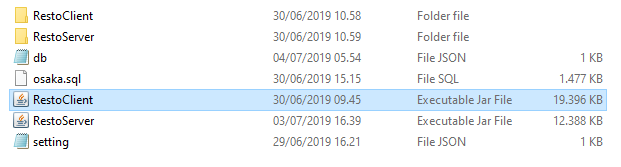 RestoClient 30/06/2019 10.58 Folder file
RestoServer 30/06/2019 10.59 Folder file
db 04/07/2019 05.54 File JSON 1 KB
osaka.sql 30/06/2019 15.15 File SQL 1.477 KB
RestoClient 30/06/2019 09.45 Executable Jar File 19.396 KB
RestoServer 03/07/2019 16.39 Executable Jar File 12.388 KB
setting 29/06/2019 16.21 File JSON 1 KB